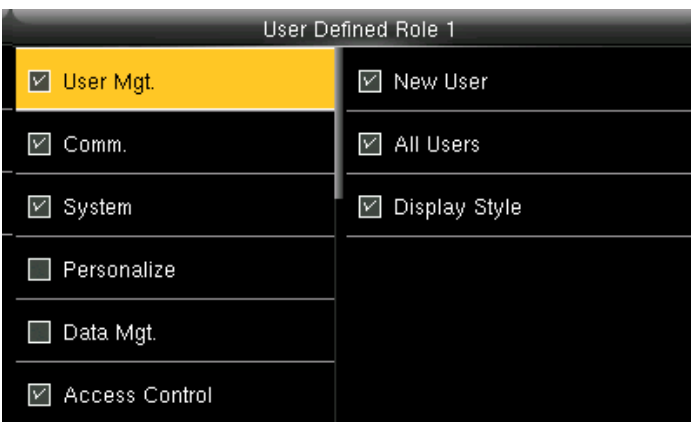 User Defined Role 1
User Mgt.
New User
Comm.
All Users
System
Display Style
Personalize
Data Mgt.
Access Control